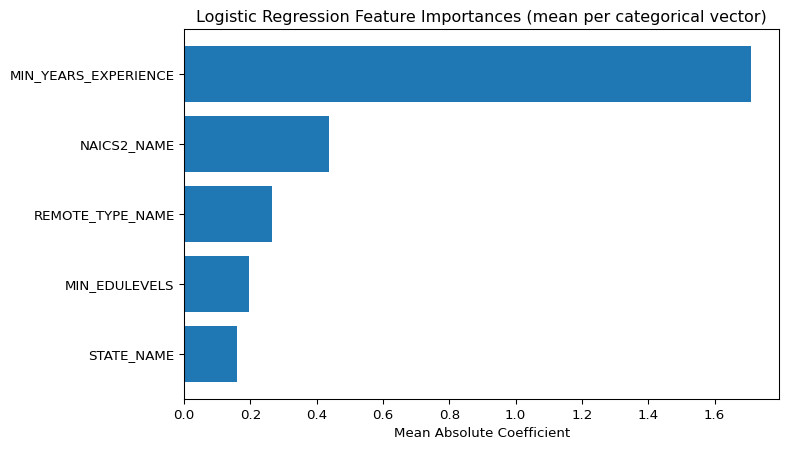 Logistic Regression Feature Importances (mean per categorical vector)
MIN_YEARS_EXPERIENCE
NAICS2_NAME
REMOTE_TYPE_NAME
MIN_EDULEVELS
STATE_NAME
0.0 0.2 0.4 0.6 0.8 1.0 1.2 1.4 1.6
Mean Absolute Coefficient